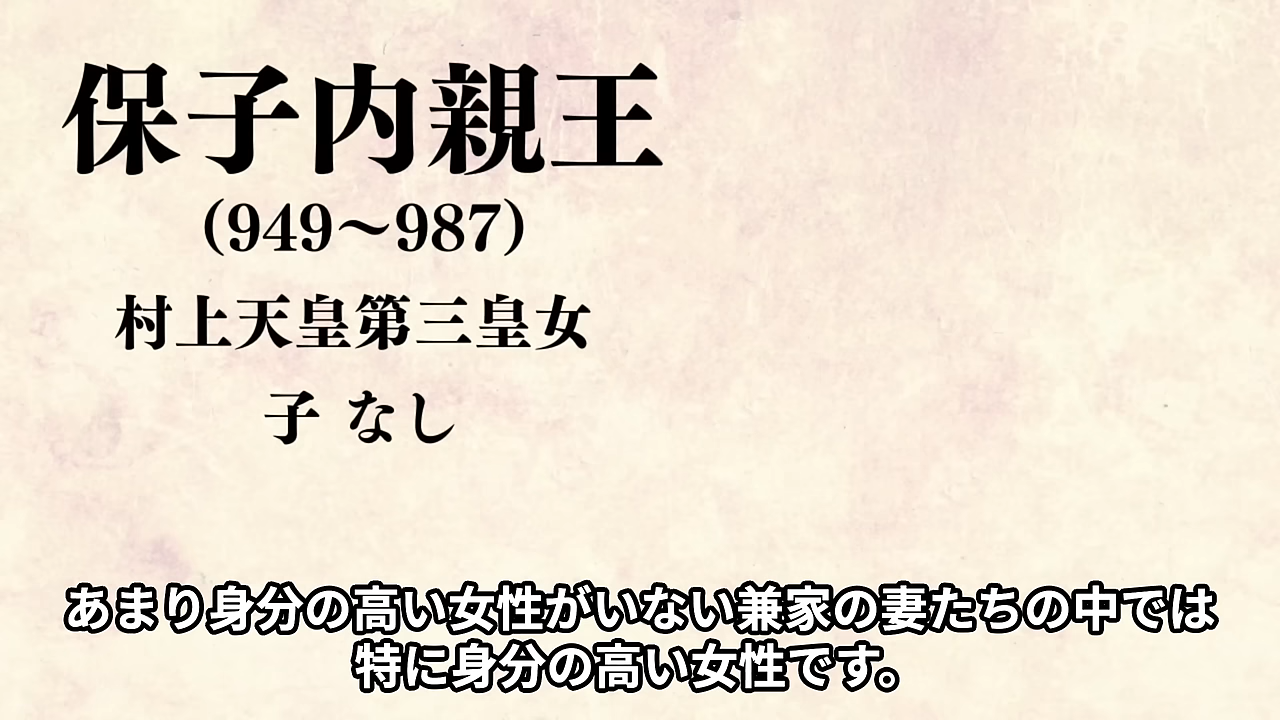 保子内親王
(949〜987)
村上天皇第三皇女
子 なし
あまり身分の高い女性がいない兼家の妻たちの中では
特に身分の高い女性です。